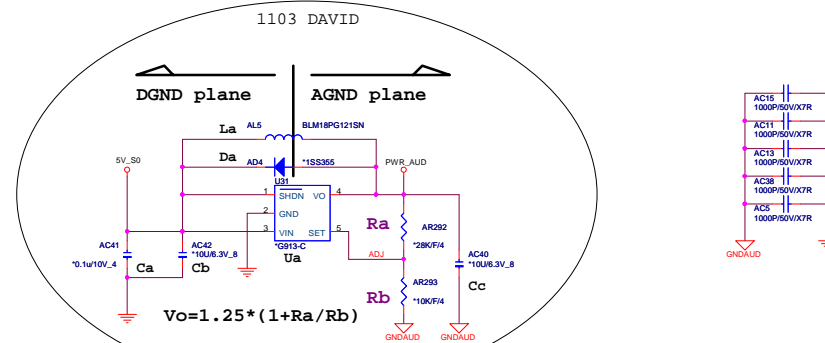 1103 DAVID
DGND plane
AGND plane
La
AL5
BLM18PG121SN
Da
AD4
*1SS355
5V_S0
PWR_AUD
U31
1
SHDN
VO
4
2
GND
3
VIN
SET
5
*G913-C
Ua
Ra
AR292
*28K/F/4
ADJ
AC41
*0.1u/10V_4
Ca
AC42
*10U/6.3V_8
Cb
AC40
*10U/6.3V_8
Cc
Rb
AR293
*10K/F/4
Vo=1.25*(1+Ra/Rb)
GNDAUD
GNDAUD
AC15
1000P/50V/X7R
AC11
1000P/50V/X7R
AC13
1000P/50V/X7R
AC38
1000P/50V/X7R
AC5
1000P/50V/X7R
GNDAUD